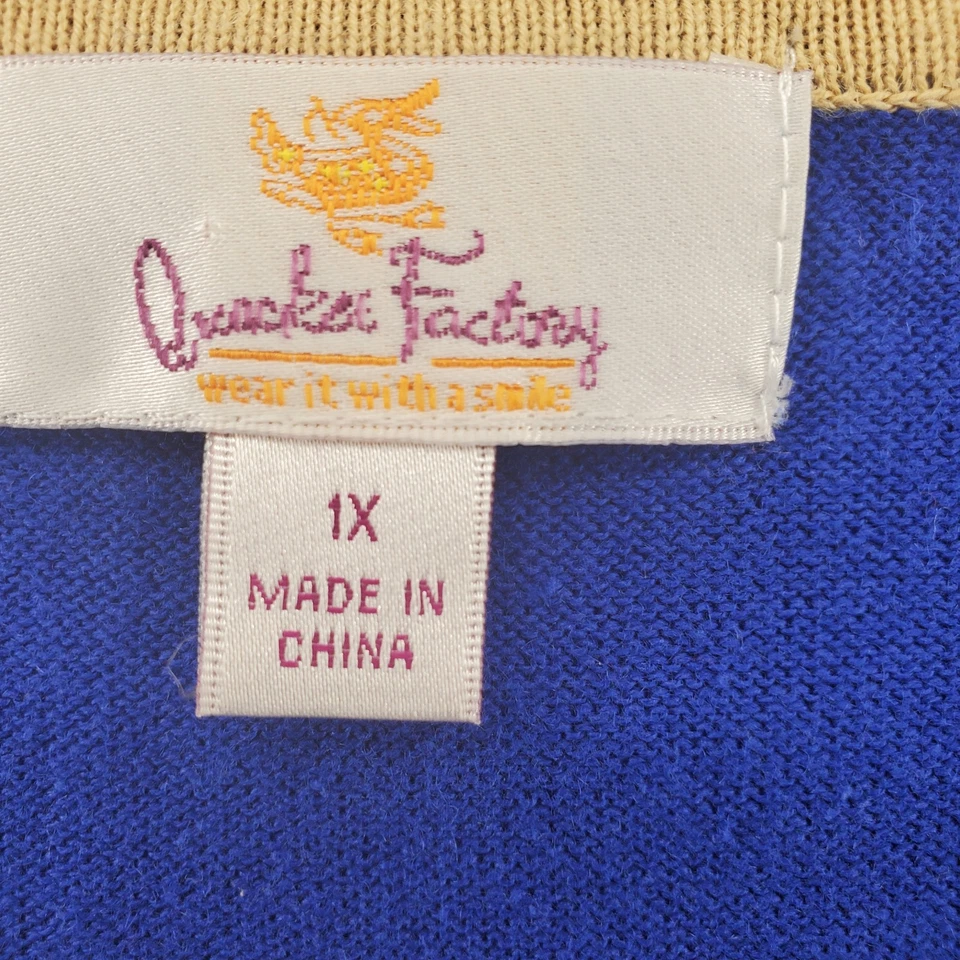 Quacker Factory
wear it with a smile
1X
MADE IN
CHINA